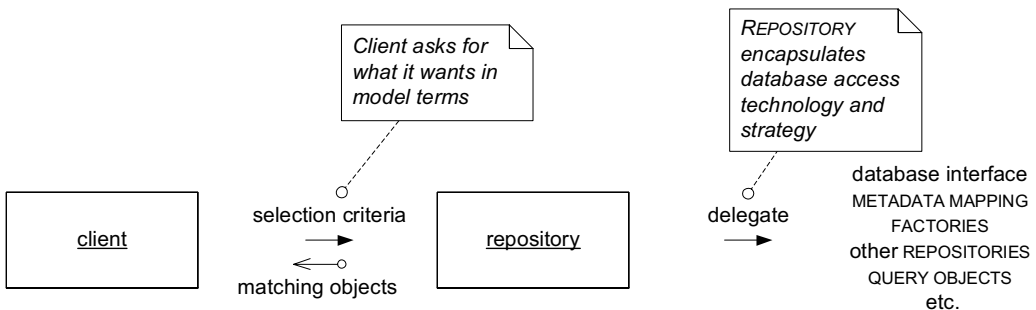 Client asks for
what it wants in
model terms
REPOSITORY
encapsulates
database access
technology and
strategy
client
selection criteria
matching objects
repository
delegate
database interface
METADATA MAPPING
FACTORIES
other REPOSITORIES
QUERY OBJECTS
etc.